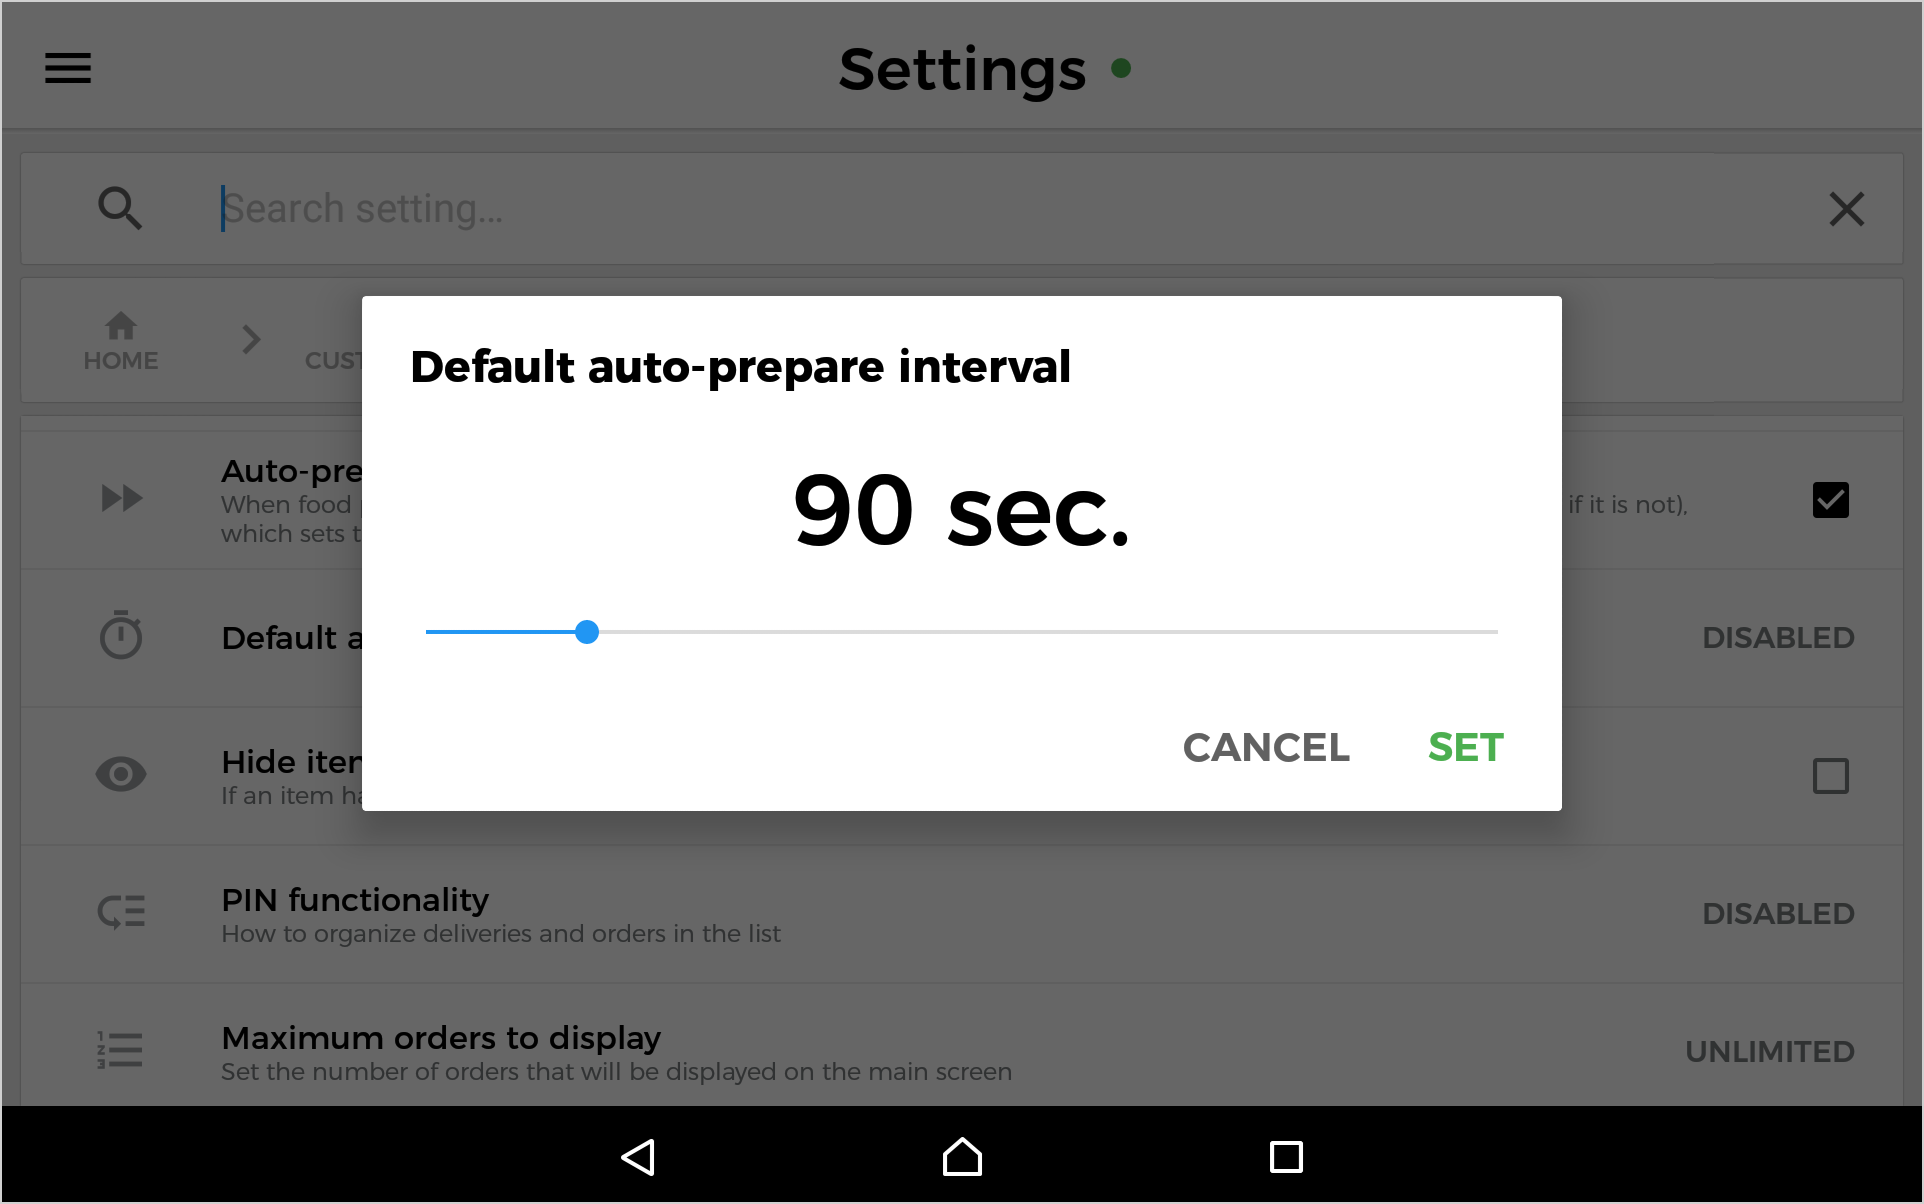 Settings
Search setting...
HOME
CUST
Default auto-prepare interval
90 sec.
CANCEL
SET
Auto-pre
When food
if it is not),
which sets t
Default a
DISABLED
Hide iten
If an item ha
PIN functionality
DISABLED
How to organize deliveries and orders in the list
Maximum orders to display
UNLIMITED
Set the number of orders that will be displayed on the main screen